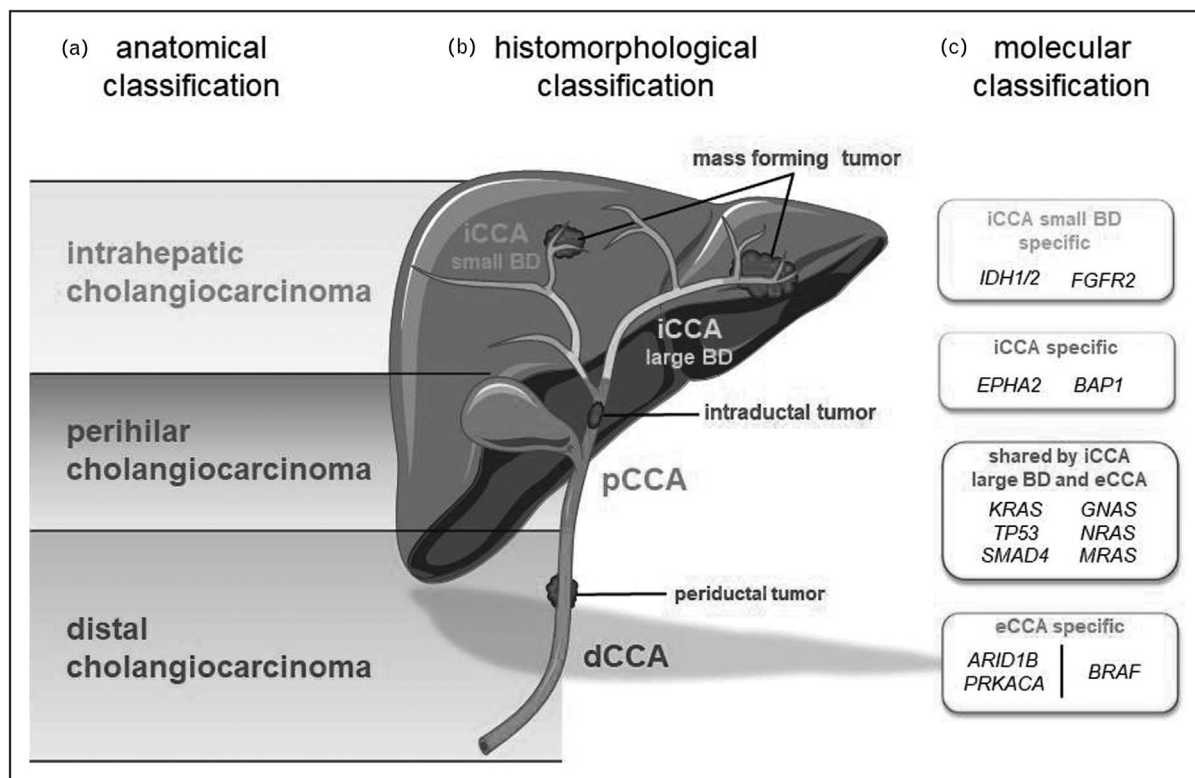 (a) anatomical
classification
(b) histomorphological
classification
(c) molecular
classification
intrahepatic
cholangiocarcinoma
perihilar
cholangiocarcinoma
distal
cholangiocarcinoma
mass forming tumor
iCCA
small BD
iCCA
large BD
intraductal tumor
pCCA
periductal tumor
dCCA
iCCA small BD
specific
IDH1/2 FGFR2
iCCA specific
EPHA2 BAP1
shared by iCCA
large BD and eCCA
KRAS GNAS
TP53 NRAS
SMAD4 MRAS
eCCA specific
ARID1B
PRKACA
BRAF